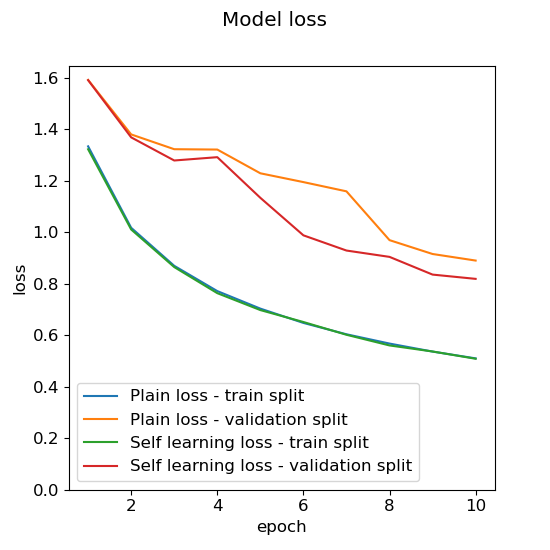 Model loss
1.6
1.4
1.2
1.0
0.8
0.6
0.4
0.2
0.0
loss
Plain loss - train split
Plain loss - validation split
Self learning loss - train split
Self learning loss - validation split
2 4 6 8 10
epoch